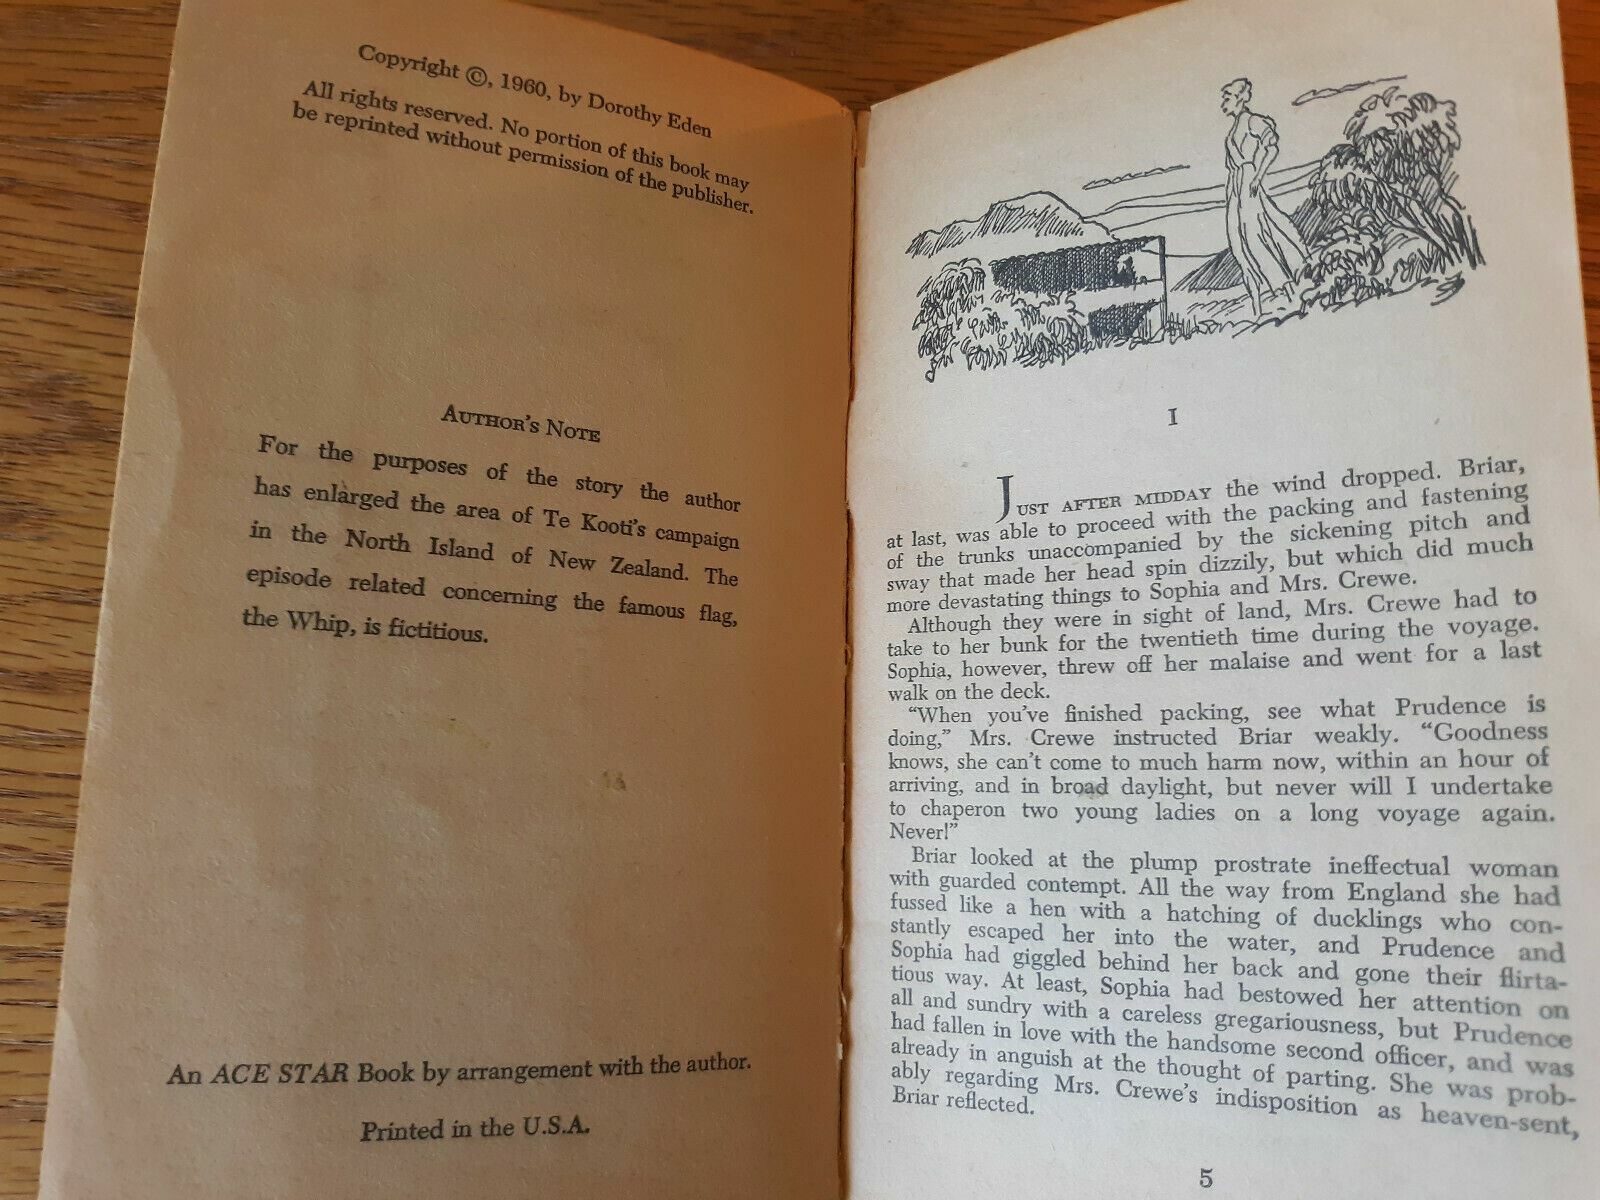 Copyright ©, 1960, by Dorothy Eden
All rights reserved. No portion of this book may
be reprinted without permission of the publisher.
AUTHOR'S NOTE
For the purposes of the story the author
has enlarged the area of Te Kooti's campaign
in the North Island of New Zealand. The
episode related concerning the famous flag,
the Whip, is fictitious.
An ACE STAR Book by arrangement with the author.
Printed in the U.S.A.
I
JUST AFTER MIDDAY the wind dropped. Briar,
at last, was able to proceed with the packing and fastening
of the trunks unaccompanied by the sickening pitch and
sway that made her head spin dizzily, but which did much
more devastating things to Sophia and Mrs. Crewe.
Although they were in sight of land, Mrs. Crewe had to
take to her bunk for the twentieth time during the voyage.
Sophia, however, threw off her malaise and went for a last
walk on the deck.
"When you've finished packing, see what Prudence is
doing," Mrs. Crewe instructed Briar weakly. "Goodness
knows, she can't come to much harm now, within an hour of
arriving, and in broad daylight, but never will I undertake
to chaperon two young ladies on a long voyage again.
Never!"
Briar looked at the plump prostrate ineffectual woman
with guarded contempt. All the way from England she had
fussed like a hen with a hatching of ducklings who con-
stantly escaped her into the water, and Prudence and
Sophia had giggled behind her back and gone their flirta-
tious way. At least, Sophia had bestowed her attention on
all and sundry with a careless gregariousness, but Prudence
had fallen in love with the handsome second officer, and was
already in anguish at the thought of parting. She was prob-
ably regarding Mrs. Crewe's indisposition as heaven-sent,
Briar reflected.
5